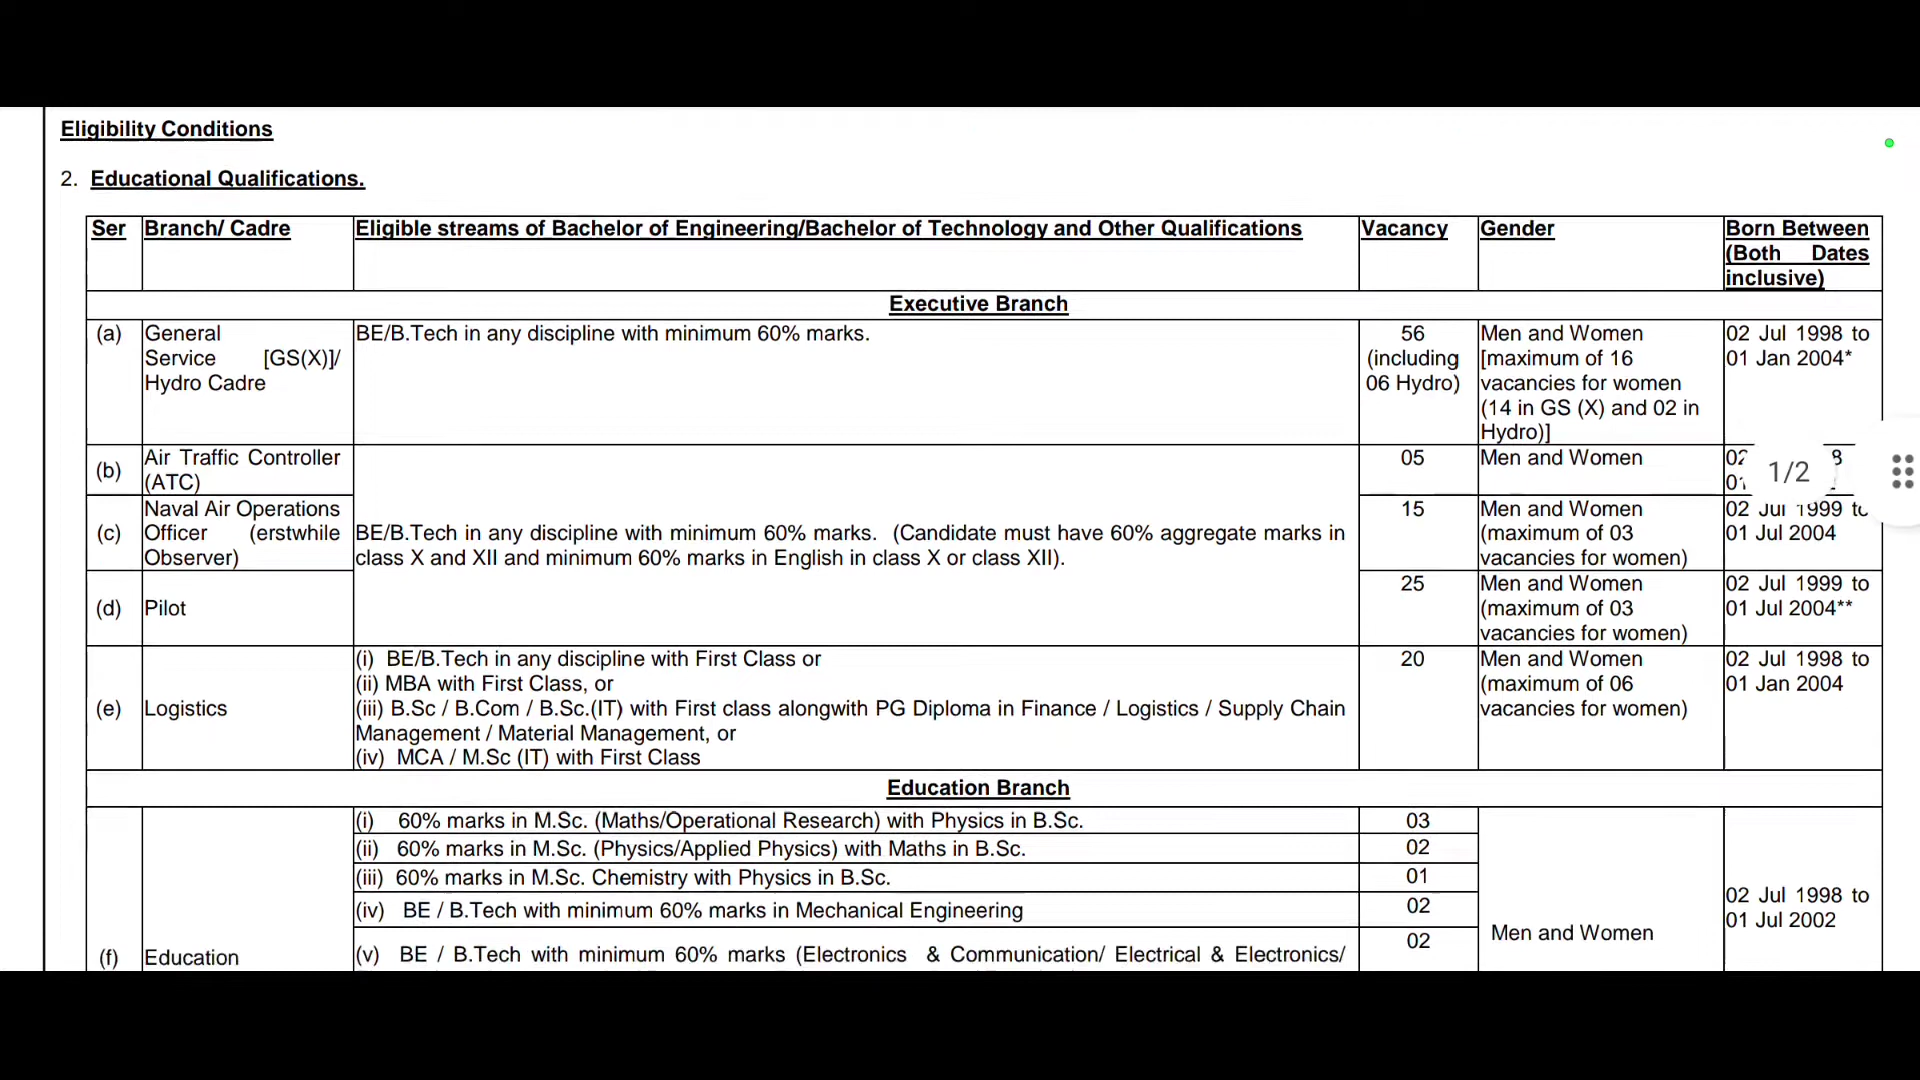 Eligibility Conditions
2. Educational Qualifications.
Ser Branch/ Cadre Eligible streams of Bachelor of Engineering/Bachelor of Technology and Other Qualifications Vacancy Gender Born Between
(Both Dates
inclusive)
Executive Branch
(a) General
Service [GS(X)]/
Hydro Cadre
BE/B.Tech in any discipline with minimum 60% marks.
56
(including
06 Hydro)
Men and Women
[maximum of 16
vacancies for women
(14 in GS (X) and 02 in
Hydro)]
02 Jul 1998 to
01 Jan 2004*
(b) Air Traffic Controller
(ATC)
05
Men and Women
1/2
(c) Naval Air Operations
Officer (erstwhile
Observer)
BE/B.Tech in any discipline with minimum 60% marks. (Candidate must have 60% aggregate marks in
class X and XII and minimum 60% marks in English in class X or class XII).
15
Men and Women
(maximum of 03
vacancies for women)
02 Jul 1999 to
01 Jul 2004
(d) Pilot
25
Men and Women
(maximum of 03
vacancies for women)
02 Jul 1999 to
01 Jul 2004**
(e) Logistics
(i) BE/B.Tech in any discipline with First Class or
(ii) MBA with First Class, or
(iii) B.Sc / B.Com / B.Sc.(IT) with First class alongwith PG Diploma in Finance / Logistics / Supply Chain
Management / Material Management, or
(iv) MCA / M.Sc (IT) with First Class
20
Men and Women
(maximum of 06
vacancies for women)
02 Jul 1998 to
01 Jan 2004
Education Branch
(f) Education
(i) 60% marks in M.Sc. (Maths/Operational Research) with Physics in B.Sc. 03
(ii) 60% marks in M.Sc. (Physics/Applied Physics) with Maths in B.Sc. 02
(iii) 60% marks in M.Sc. Chemistry with Physics in B.Sc. 01
(iv) BE / B.Tech with minimum 60% marks in Mechanical Engineering 02
(v) BE / B.Tech with minimum 60% marks (Electronics & Communication/ Electrical & Electronics/ 02
Men and Women
02 Jul 1998 to
01 Jul 2002